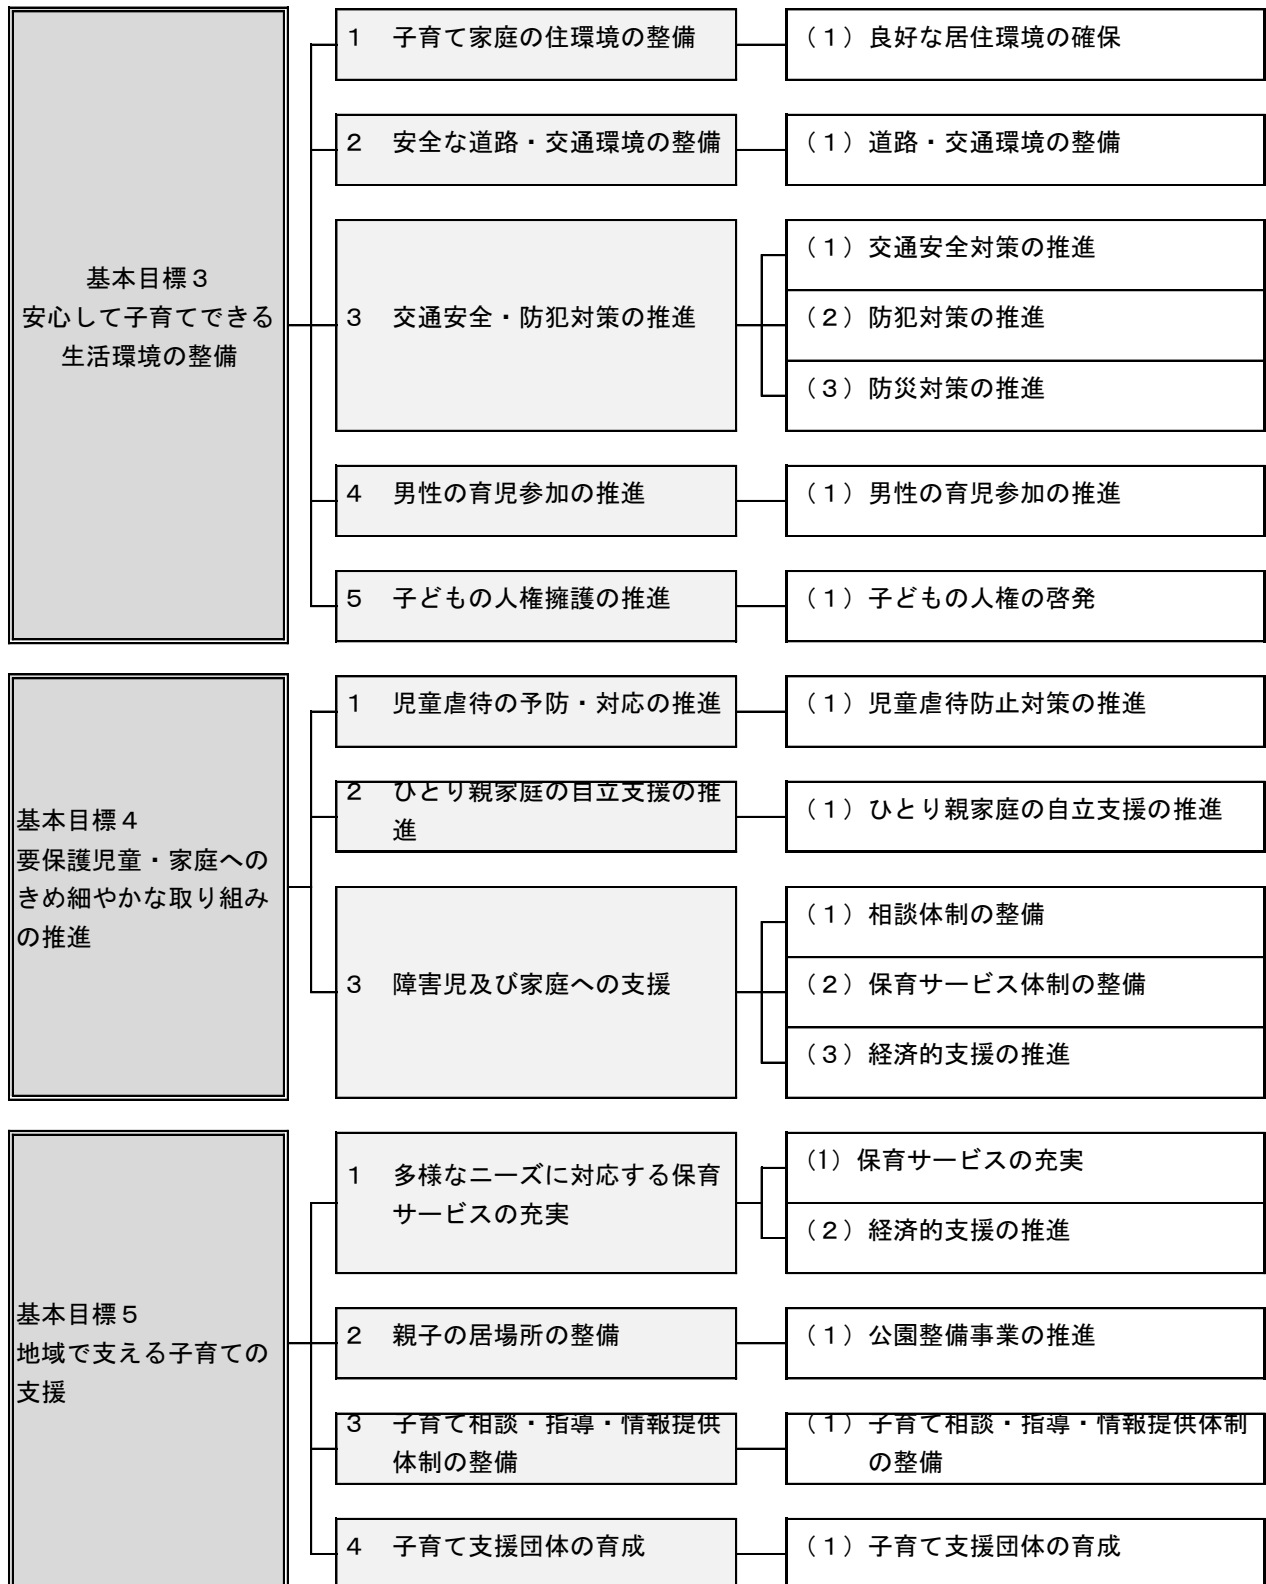 基本目標３
安心して子育てできる
生活環境の整備
１　子育て家庭の住環境の整備
（１）良好な居住環境の確保
２　安全な道路・交通環境の整備
（１）道路・交通環境の整備
３　交通安全・防犯対策の推進
（１）交通安全対策の推進
（２）防犯対策の推進
（３）防災対策の推進
４　男性の育児参加の推進
（１）男性の育児参加の推進
５　子どもの人権擁護の推進
（１）子どもの人権の啓発
基本目標４
要保護児童・家庭への
きめ細やかな取り組み
の推進
１　児童虐待の予防・対応の推進
（１）児童虐待防止対策の推進
２　ひとり親家庭の自立支援の推
進
（１）ひとり親家庭の自立支援の推進
３　障害児及び家庭への支援
（１）相談体制の整備
（２）保育サービス体制の整備
（３）経済的支援の推進
基本目標５
地域で支える子育ての
支援
１　多様なニーズに対応する保育
サービスの充実
(1) 保育サービスの充実
（２）経済的支援の推進
２　親子の居場所の整備
（１）公園整備事業の推進
３　子育て相談・指導・情報提供
体制の整備
（１）子育て相談・指導・情報提供体制
の整備
４　子育て支援団体の育成
（１）子育て支援団体の育成